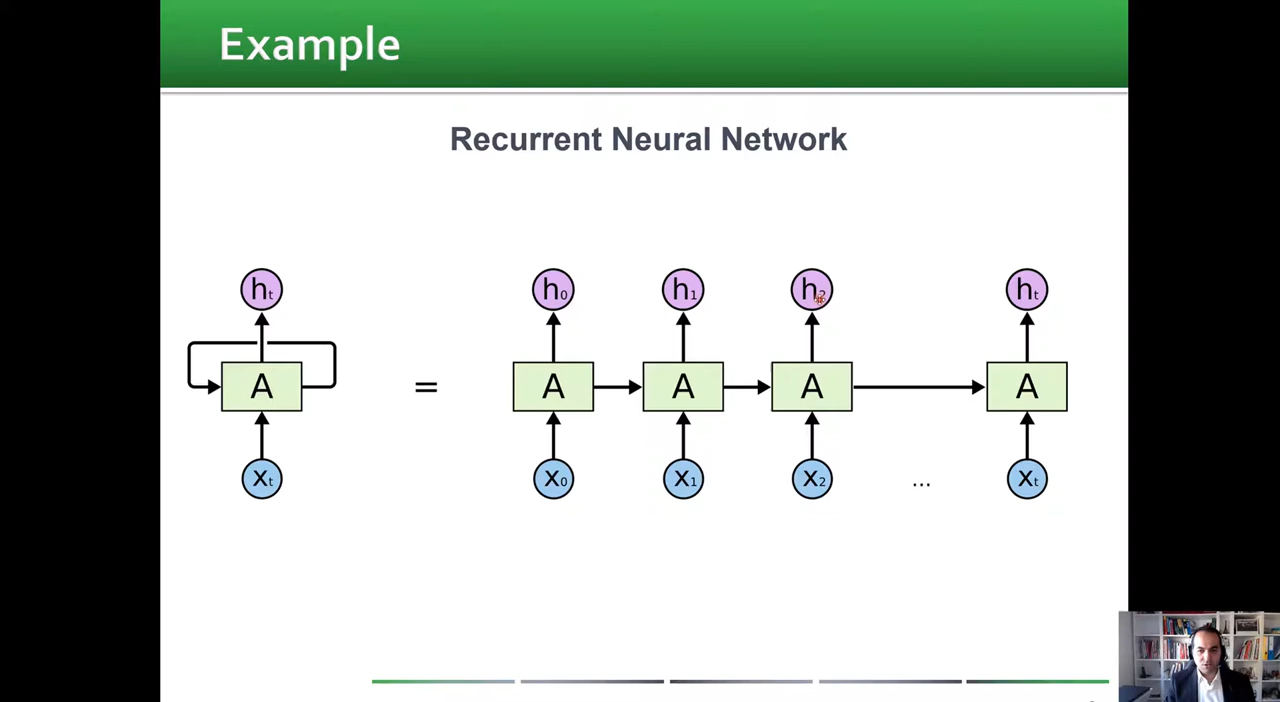 Example
Recurrent Neural Network
hₜ h₀ h₁ h₂ hₜ
A = A A A A
xₜ x₀ x₁ x₂ ... xₜ